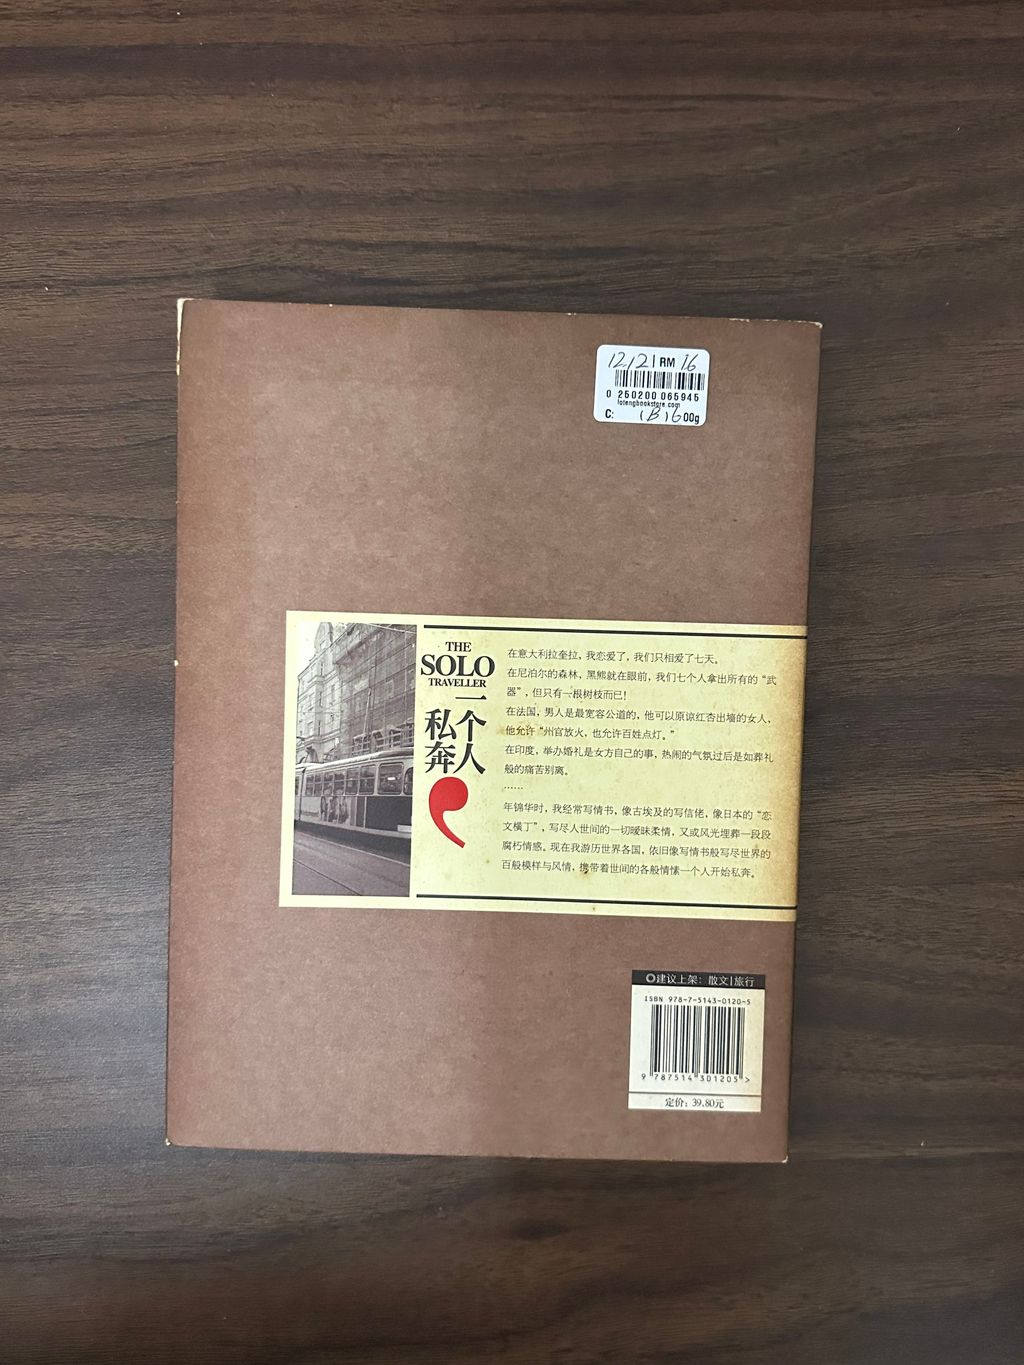 12,121 RM 16
0 250200 065945
lotengbookstore.com
C: (B) 600g
THE
SOLO
TRAVELLER
一个人
私奔
在意大利拉奎拉，我恋爱了，我们只相爱了七天。
在尼泊尔的森林，黑熊就在眼前，我们七个人拿出所有的“武
器”，但只有一根树枝而已！
在法国，男人是最宽容公道的，他可以原谅红杏出墙的女人，
他允许“州官放火，也允许百姓点灯。”
在印度，举办婚礼是女方自己的事，热闹的气氛过后是如葬礼
般的痛苦别离。
……
年锦华时，我经常写情书，像古埃及的写信佬，像日本的“恋
文横丁”，写尽人世间的一切暧昧柔情，又或风光埋葬一段段
腐朽情感。现在我游历世界各国，依旧像写情书般写尽世界的
百般模样与风情，携带着世间的各般情愫一个人开始私奔。
建议上架：散文|旅行
ISBN 978-7-5143-0120-5
9 787514 301205 >
定价：39.80元